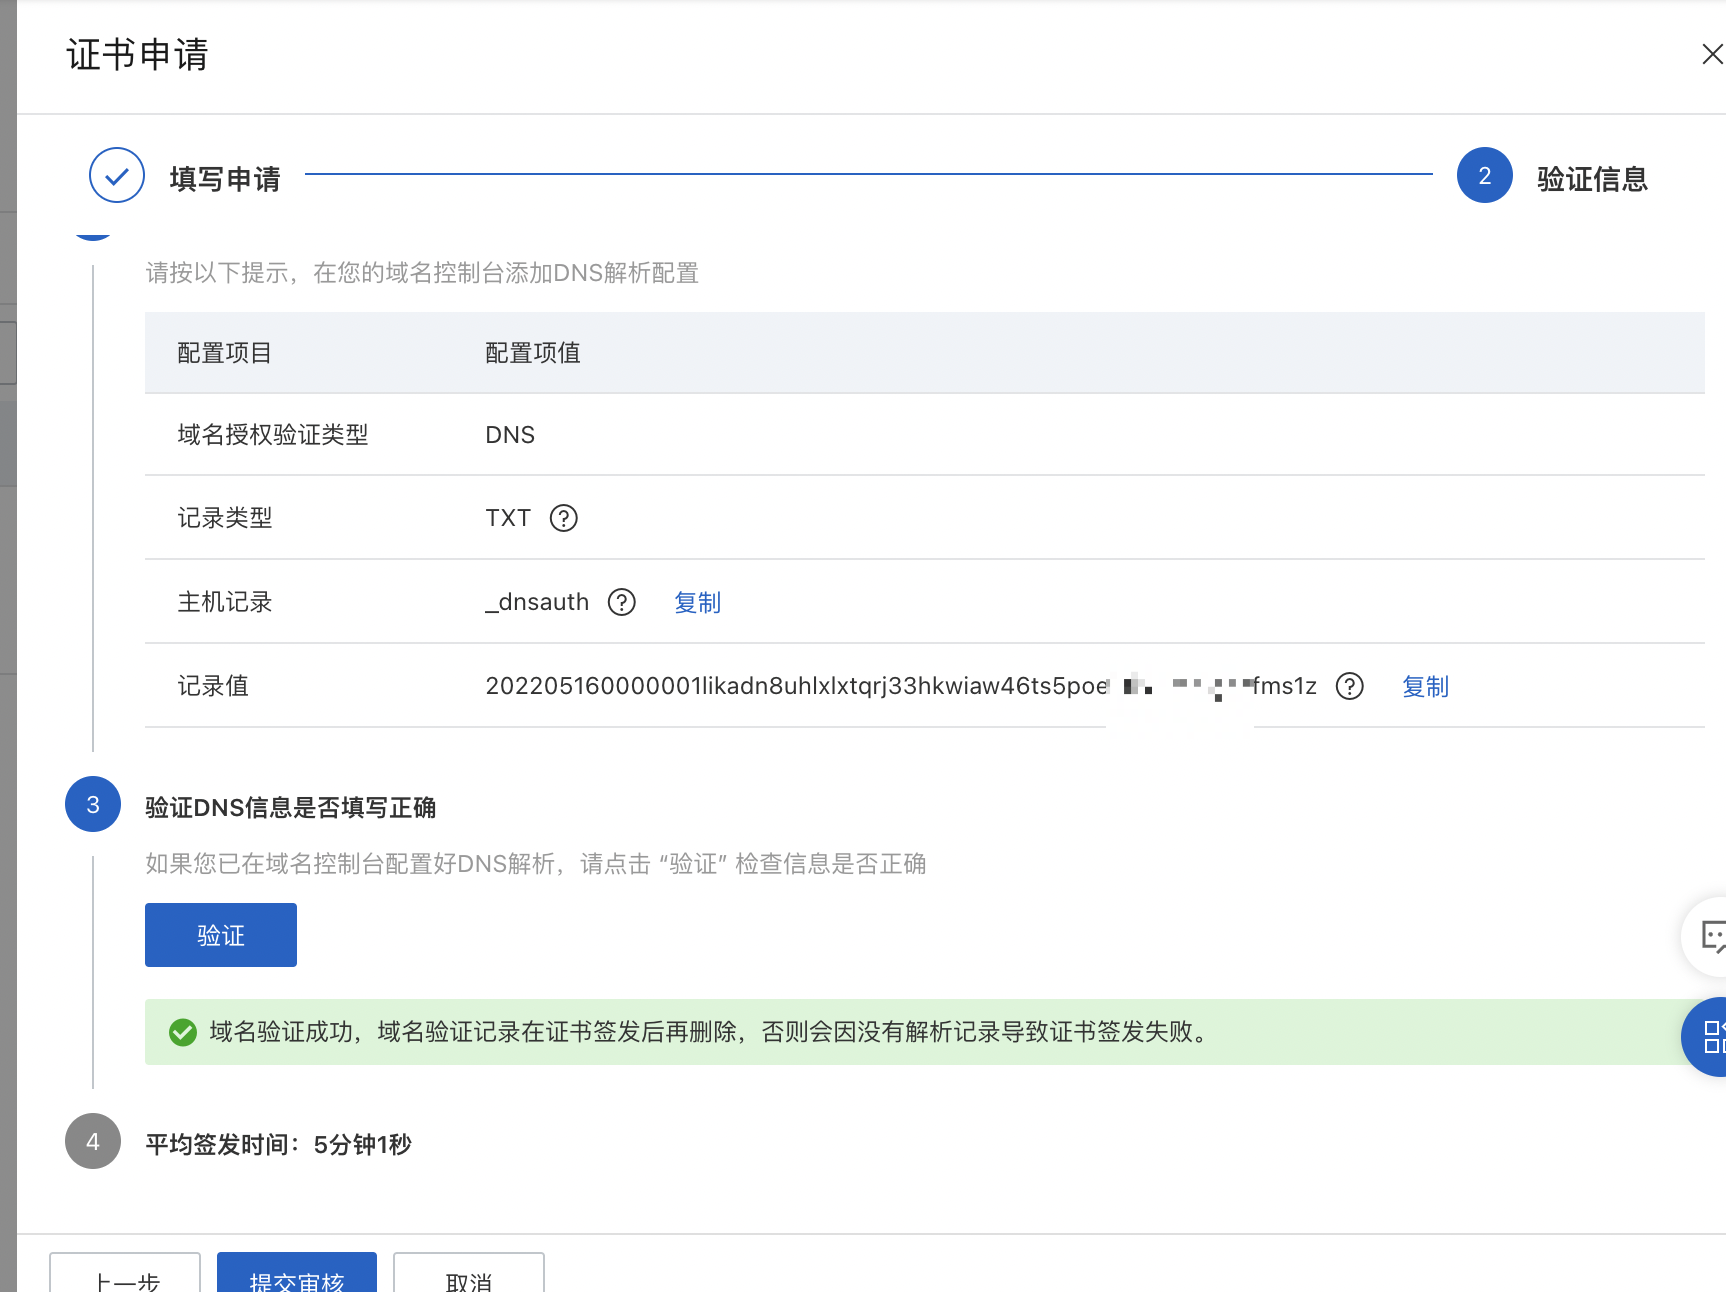 证书申请
填写申请
2 验证信息
请按以下提示，在您的域名控制台添加DNS解析配置
配置项目 配置项值
域名授权验证类型 DNS
记录类型 TXT ?
主机记录 _dnsauth ? 复制
记录值 202205160000001likadn8uhlxlxtqrj33hkwiaw46ts5poe fms1z ? 复制
3 验证DNS信息是否填写正确
如果您已在域名控制台配置好DNS解析，请点击 “验证” 检查信息是否正确
验证
域名验证成功，域名验证记录在证书签发后再删除，否则会因没有解析记录导致证书签发失败。
4 平均签发时间：5分钟1秒
上一步 提交审核 取消